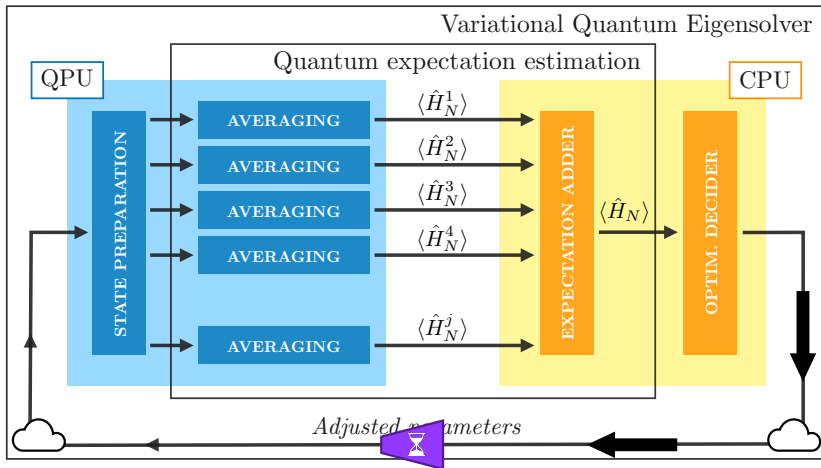 Variational Quantum Eigensolver
Quantum expectation estimation
QPU
CPU
STATE PREPARATION
AVERAGING
⟨Ĥ_N^1⟩
AVERAGING
⟨Ĥ_N^2⟩
AVERAGING
⟨Ĥ_N^3⟩
AVERAGING
⟨Ĥ_N^4⟩
AVERAGING
⟨Ĥ_N^j⟩
EXPECTATION ADDER
⟨Ĥ_N⟩
OPTIM. DECIDER
Adjusted parameters